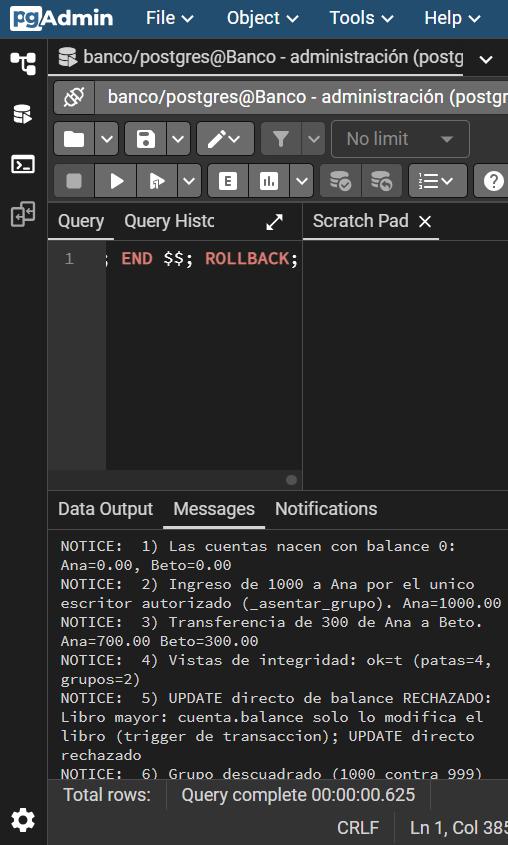 pgAdmin File Object Tools Help
banco/postgres@Banco - administración (postg
banco/postgres@Banco - administración (postgr
No limit
E
Query Query Histo Scratch Pad
1 ; END $$; ROLLBACK;
Data Output Messages Notifications
NOTICE:  1) Las cuentas nacen con balance 0:
Ana=0.00, Beto=0.00
NOTICE:  2) Ingreso de 1000 a Ana por el unico
escritor autorizado (_asentar_grupo). Ana=1000.00
NOTICE:  3) Transferencia de 300 de Ana a Beto.
Ana=700.00 Beto=300.00
NOTICE:  4) Vistas de integridad: ok=t (patas=4,
grupos=2)
NOTICE:  5) UPDATE directo de balance RECHAZADO:
Libro mayor: cuenta.balance solo lo modifica el
libro (trigger de transaccion); UPDATE directo
rechazado
NOTICE:  6) Grupo descuadrado (1000 contra 999)
Total rows: Query complete 00:00:00.625
CRLF Ln 1, Col 385